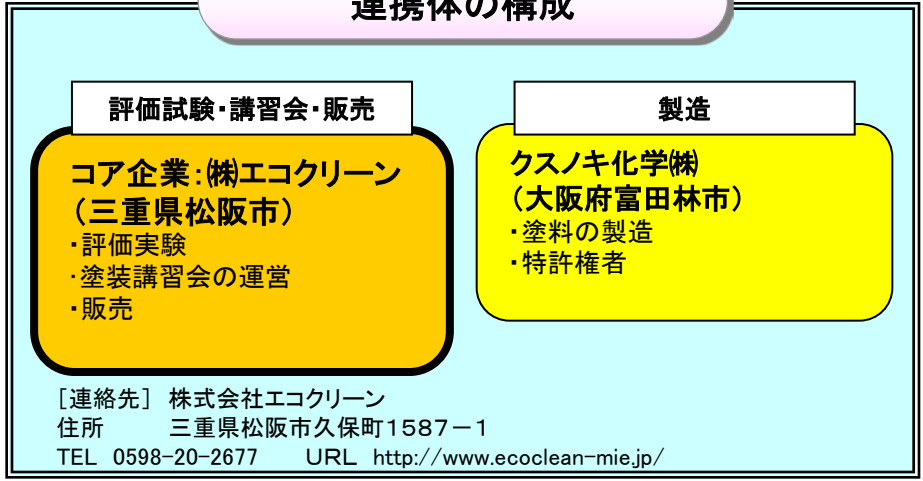 連携体の構成
評価試験・講習会・販売
コア企業：㈱エコクリーン
（三重県松阪市）
・評価実験
・塗装講習会の運営
・販売
製造
クスノキ化学㈱
（大阪府富田林市）
・塗料の製造
・特許権者
［連絡先］ 株式会社エコクリーン
住所　　三重県松阪市久保町１５８７－１
TEL 0598-20-2677　URL http://www.ecoclean-mie.jp/